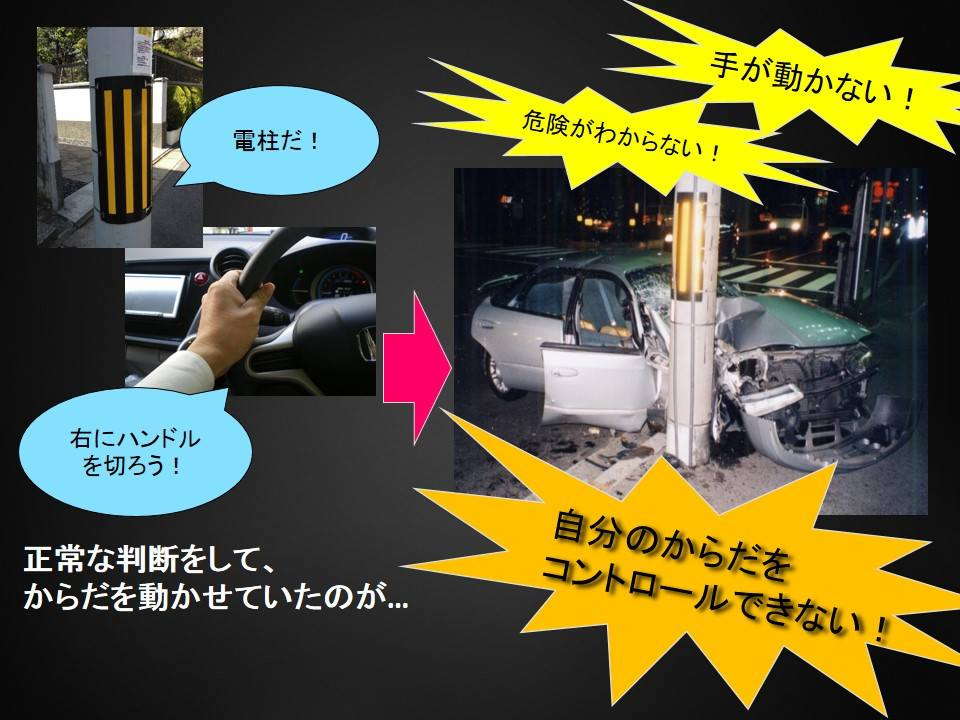 電柱だ！
右にハンドル
を切ろう！
正常な判断をして、
からだを動かせていたのが…
手が動かない！
危険がわからない！
自分のからだを
コントロールできない！